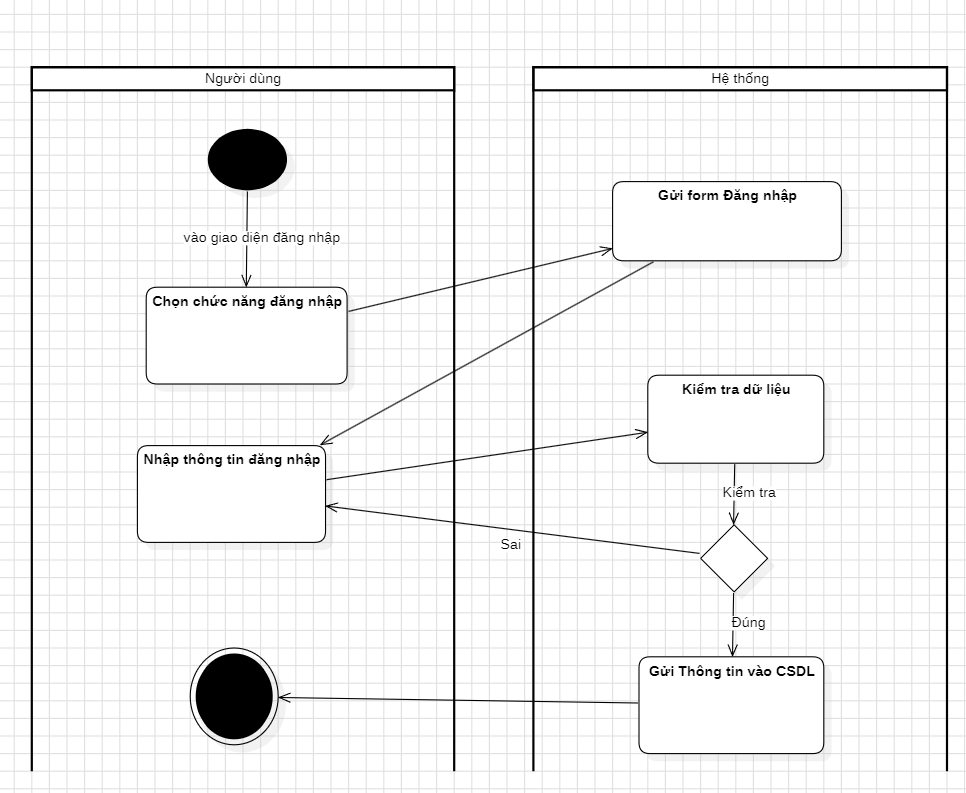 Người dùng
Hệ thống
Gửi form Đăng nhập
vào giao diện đăng nhập
Chọn chức năng đăng nhập
Kiểm tra dữ liệu
Nhập thông tin đăng nhập
Kiểm tra
Sai
Đúng
Gửi Thông tin vào CSDL